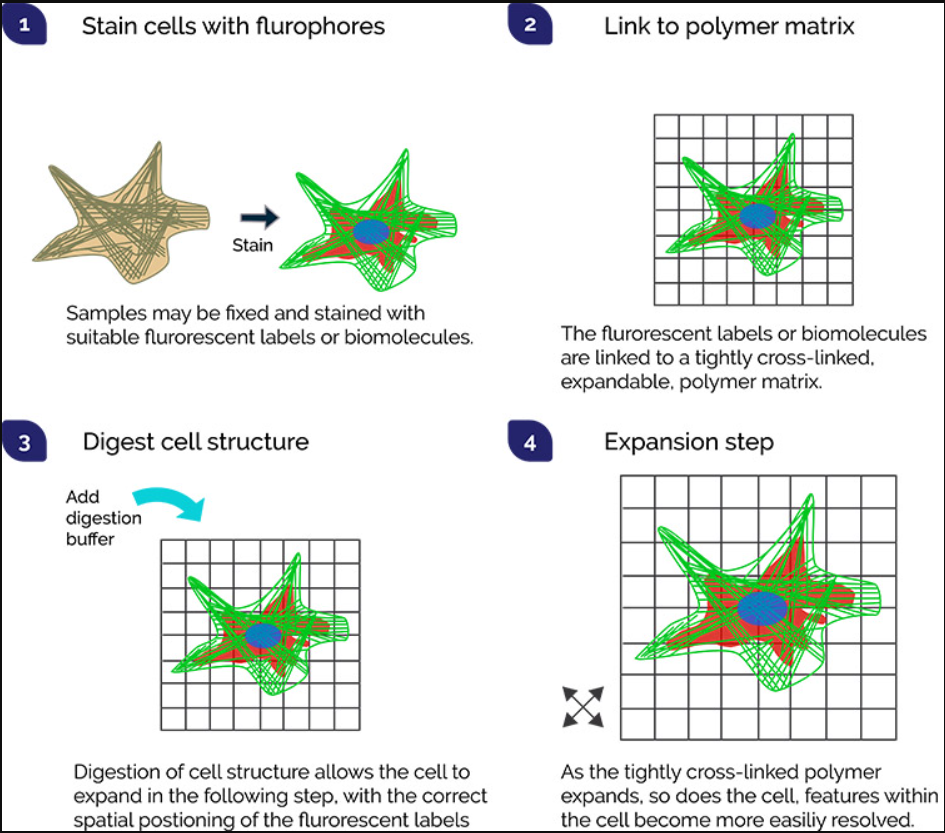 1
Stain cells with flurophores
Stain
Samples may be fixed and stained with
suitable flurorescent labels or biomolecules.
2
Link to polymer matrix
The flurorescent labels or biomolecules
are linked to a tightly cross-linked,
expandable, polymer matrix.
3
Digest cell structure
Add
digestion
buffer
Digestion of cell structure allows the cell to
expand in the following step, with the correct
spatial postioning of the flurorescent labels
4
Expansion step
As the tightly cross-linked polymer
expands, so does the cell, features within
the cell become more easiliy resolved.